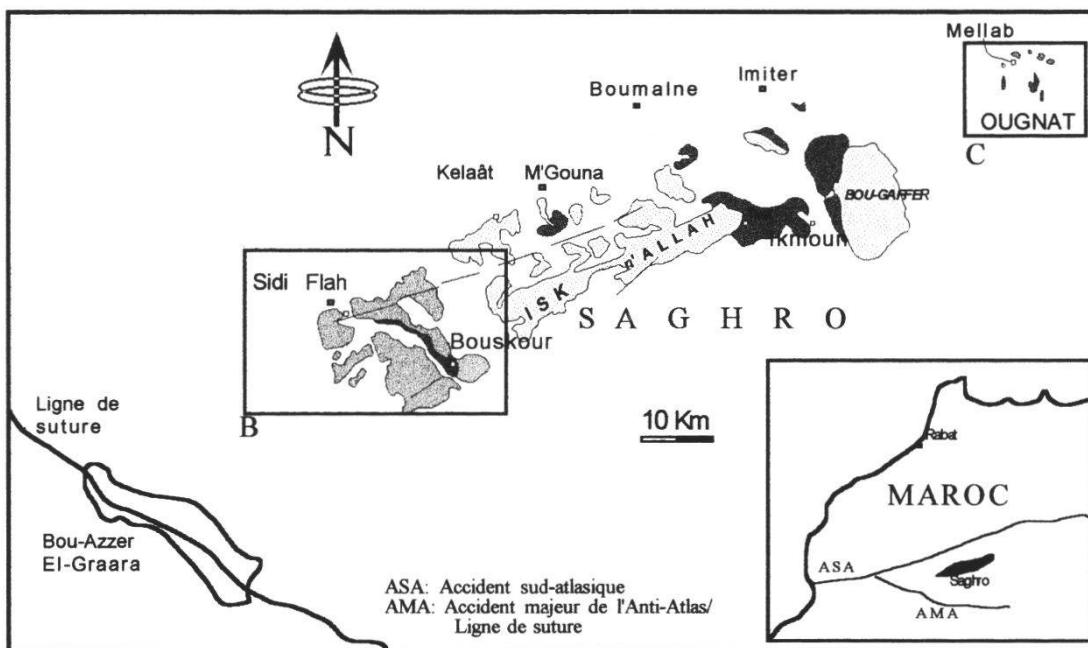 Mellab
Imiter
Boumalne
OUGNAT
C
N
Kelaât M'Gouna
BOU-GAFFER
Ikmoun
ISK n'ALLAH
SAGHRO
Sidi Flah
Bouskour
B
10 Km
Ligne de
suture
Bou-Azzer
El-Graara
ASA: Accident sud-atlasique
AMA: Accident majeur de l'Anti-Atlas/
Ligne de suture
Rabat
MAROC
ASA
Saghro
AMA